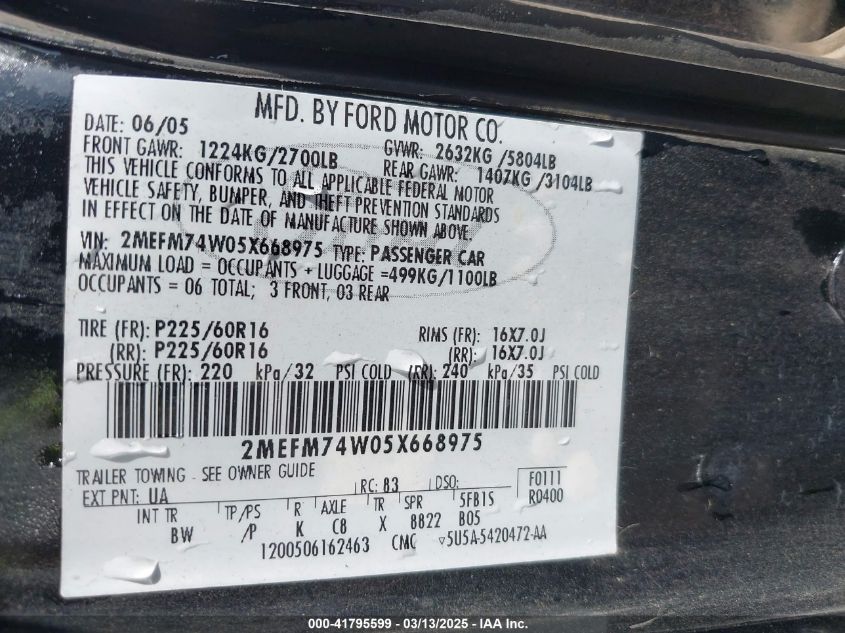 MFD. BY FORD MOTOR CO.
DATE: 06/05
FRONT GAWR: 1224KG/2700LB GVWR: 2632KG /5804LB
REAR GAWR: 1407KG /3104LB
THIS VEHICLE CONFORMS TO ALL APPLICABLE FEDERAL MOTOR
VEHICLE SAFETY, BUMPER, AND THEFT PREVENTION STANDARDS
IN EFFECT ON THE DATE OF MANUFACTURE SHOWN ABOVE.
VIN: 2MEFM74W05X668975 TYPE: PASSENGER CAR
MAXIMUM LOAD = OCCUPANTS + LUGGAGE =499KG/1100LB
OCCUPANTS = 06 TOTAL; 3 FRONT, 03 REAR
TIRE (FR): P225/60R16 RIMS (FR): 16X7.0J
(RR): P225/60R16 (RR): 16X7.0J
PRESSURE (FR): 220 kPa/32 PSI COLD (RR): 240 kPa/35 PSI COLD
2MEFM74W05X668975
TRAILER TOWING - SEE OWNER GUIDE
EXT PNT: UA RC: 83 DSO: F0111
R0400
INT TR TP/PS R AXLE TR SPR 5FB1S
BW /P K C8 X 8822 B05
1200506162463 CMC ▽5U5A-5420472-AA
000-41795599 - 03/13/2025 - IAA Inc.